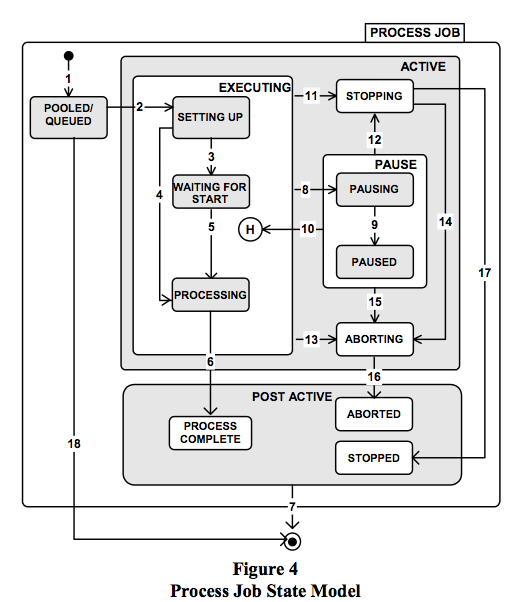 PROCESS JOB
ACTIVE
1
EXECUTING
POOLED/
QUEUED
2
SETTING UP
11
STOPPING
12
3
PAUSE
4
WAITING FOR
START
8
PAUSING
14
5
H
10
9
17
PAUSED
PROCESSING
15
13
ABORTING
6
16
POST ACTIVE
ABORTED
PROCESS
COMPLETE
18
STOPPED
7
Figure 4
Process Job State Model